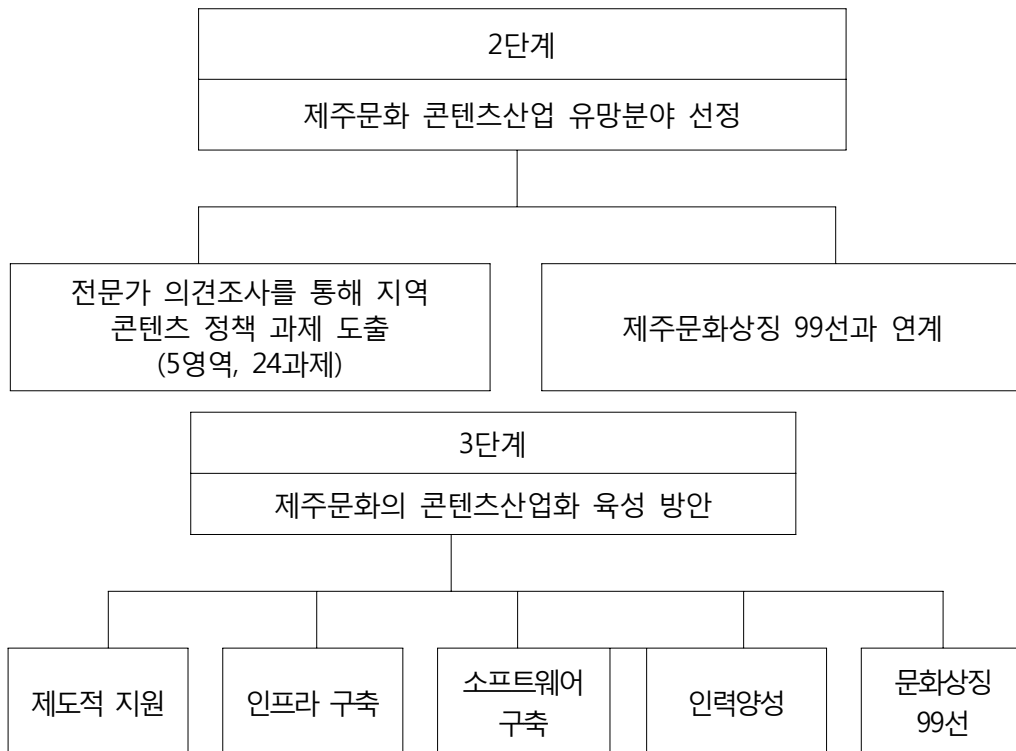 2단계
제주문화 콘텐츠산업 유망분야 선정
전문가 의견조사를 통해 지역
콘텐츠 정책 과제 도출
(5영역, 24과제)
제주문화상징 99선과 연계
3단계
제주문화의 콘텐츠산업화 육성 방안
제도적 지원
인프라 구축
소프트웨어
구축
인력양성
문화상징
99선